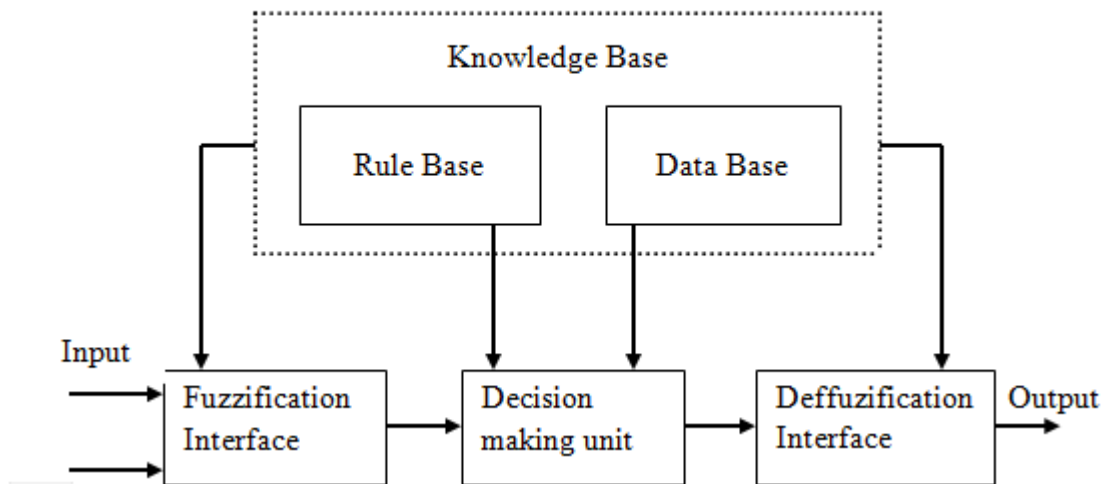 Knowledge Base
Rule Base
Data Base
Input
Fuzzification
Interface
Decision
making unit
Deffuzification
Interface
Output